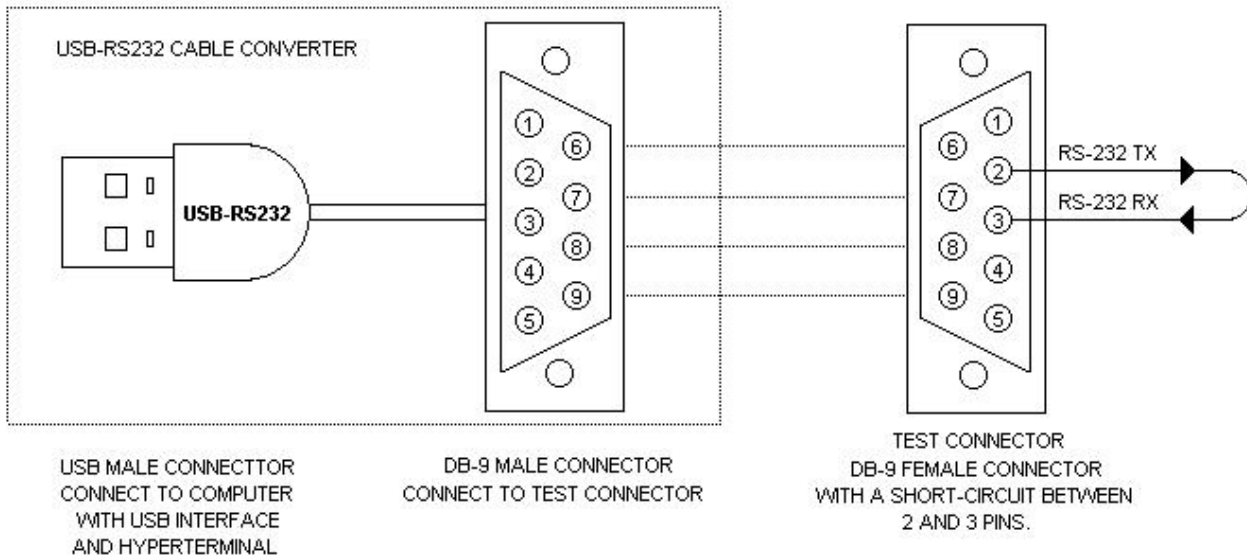 USB-RS232 CABLE CONVERTER
USB-RS232
1
6
2
7
3
8
4
9
5
1
6
2
7
3
8
4
9
5
RS-232 TX
RS-232 RX
USB MALE CONNECTTOR
CONNECT TO COMPUTER
WITH USB INTERFACE
AND HYPERTERMINAL
DB-9 MALE CONNECTOR
CONNECT TO TEST CONNECTOR
TEST CONNECTOR
DB-9 FEMALE CONNECTOR
WITH A SHORT-CIRCUIT BETWEEN
2 AND 3 PINS.